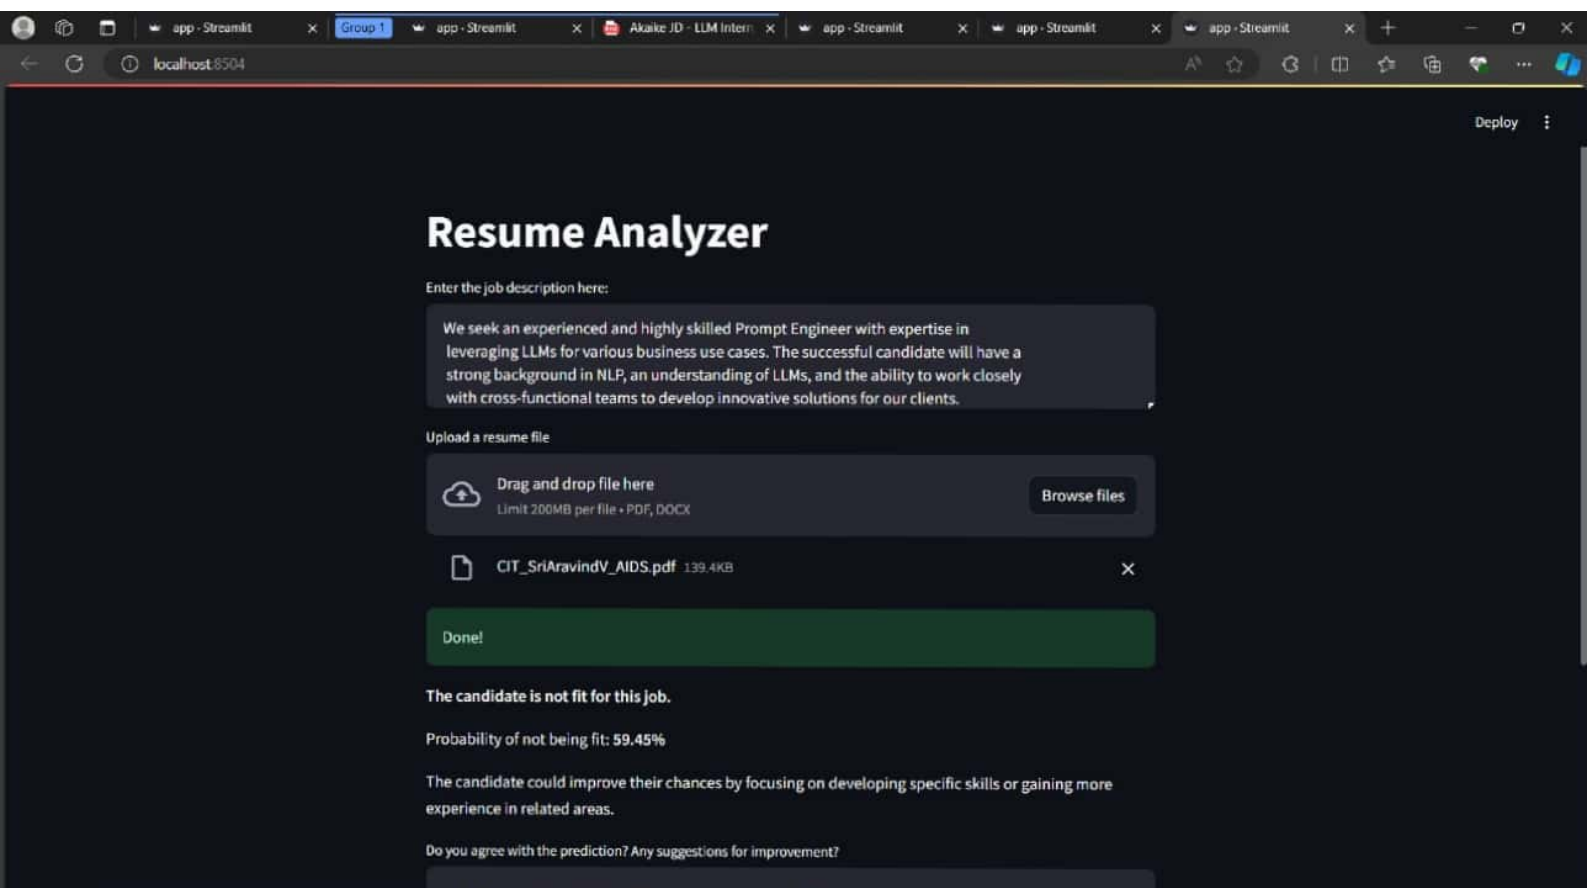 app - Streamlit
Group 1
app - Streamlit
Akaike JD - LLM Intern
app - Streamlit
app - Streamlit
app - Streamlit
localhost:8504
Deploy
Resume Analyzer
Enter the job description here:
We seek an experienced and highly skilled Prompt Engineer with expertise in
leveraging LLMs for various business use cases. The successful candidate will have a
strong background in NLP, an understanding of LLMs, and the ability to work closely
with cross-functional teams to develop innovative solutions for our clients.
Upload a resume file
Drag and drop file here
Limit 200MB per file • PDF, DOCX
Browse files
CIT_SriAravindV_AIDS.pdf 139.4KB
Done!
The candidate is not fit for this job.
Probability of not being fit: 59.45%
The candidate could improve their chances by focusing on developing specific skills or gaining more
experience in related areas.
Do you agree with the prediction? Any suggestions for improvement?